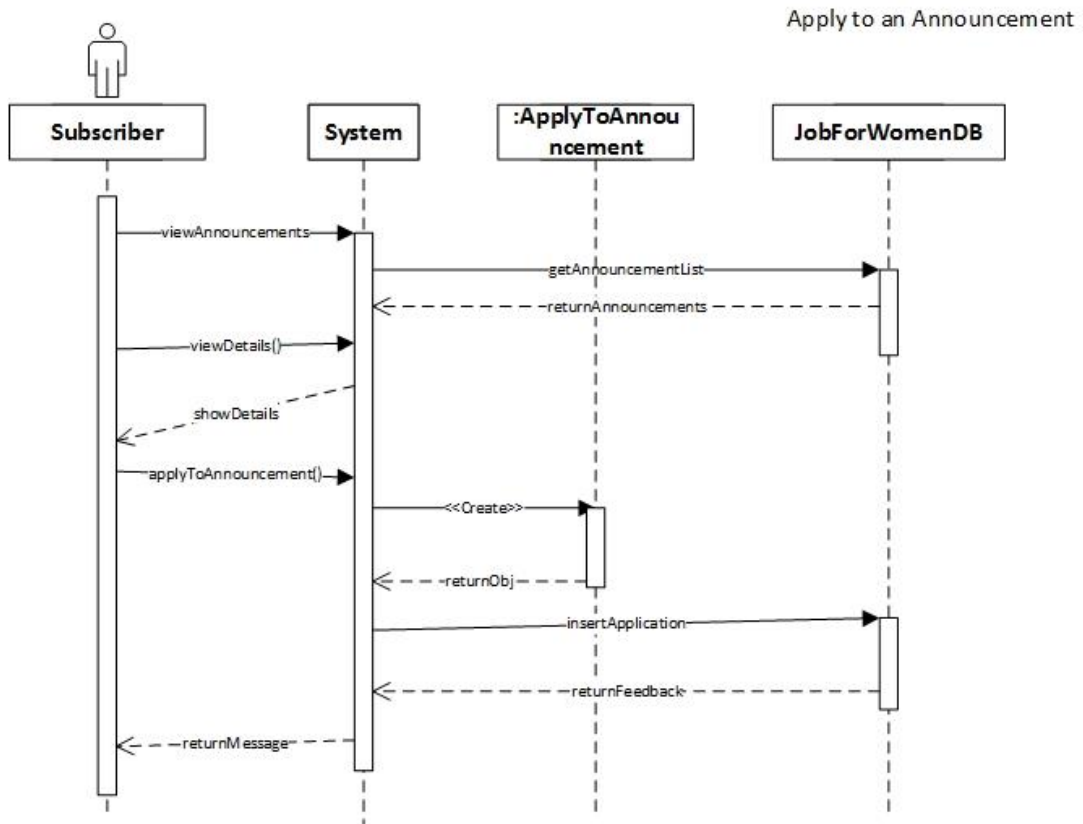 Apply to an Announcement
Subscriber
System
:ApplyToAnnou
ncement
JobForWomenDB
viewAnnouncements
getAnnouncementList
returnAnnouncements
viewDetails()
showDetails
applyToAnnouncement()
<<Create>>
returnObj
insertApplication
returnFeedback
returnMessage